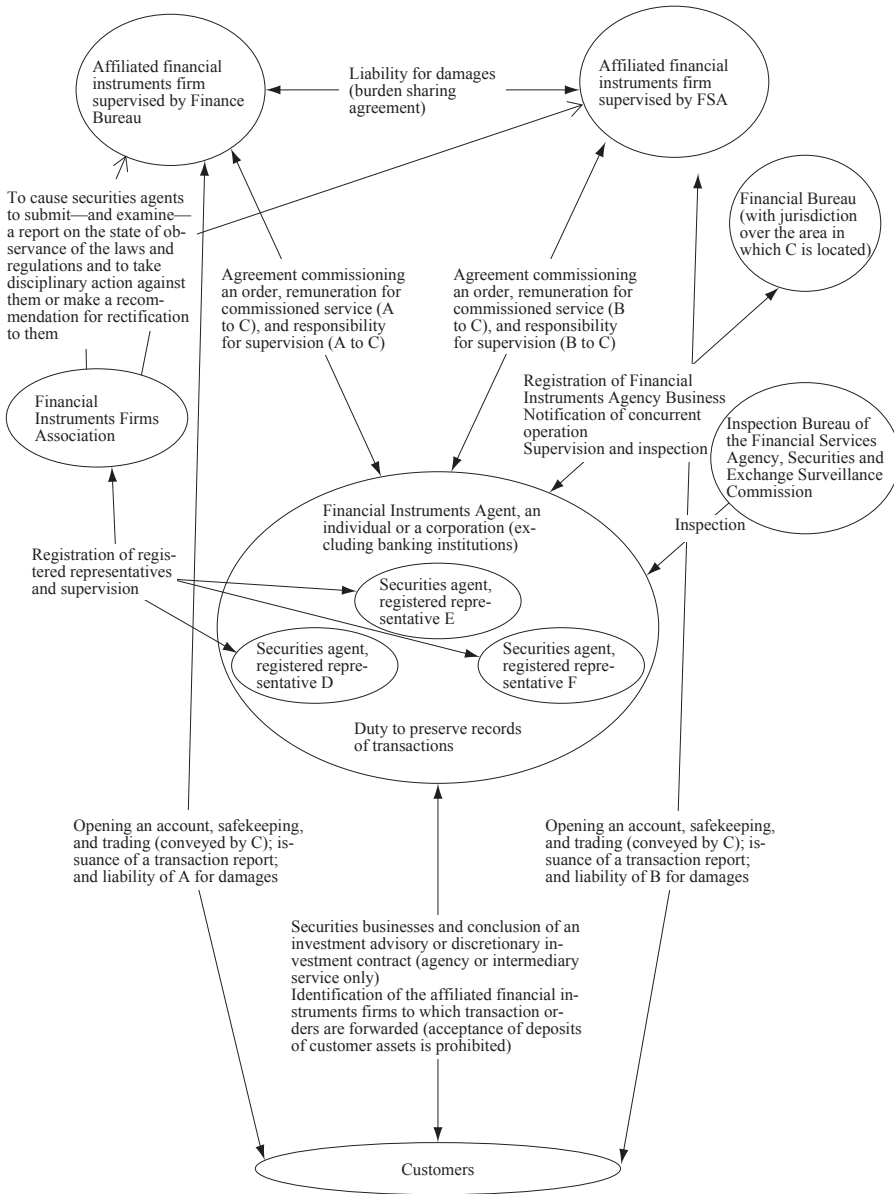 Affiliated financial
instruments firm
supervised by Finance
Bureau
Liability for damages
(burden sharing
agreement)
Affiliated financial
instruments firm
supervised by FSA
To cause securities agents
to submit—and examine—
a report on the state of ob-
servance of the laws and
regulations and to take
disciplinary action against
them or make a recom-
mendation for rectification
to them
Financial Bureau
(with jurisdiction
over the area in
which C is located)
Agreement commissioning
an order, remuneration for
commissioned service (A
to C), and responsibility
for supervision (A to C)
Agreement commissioning
an order, remuneration for
commissioned service (B
to C), and responsibility
for supervision (B to C)
Financial
Instruments Firms
Association
Registration of Financial
Instruments Agency Business
Notification of concurrent
operation
Supervision and inspection
Inspection Bureau of
the Financial Services
Agency, Securities and
Exchange Surveillance
Commission
Inspection
Financial Instruments Agent, an
individual or a corporation (ex-
cluding banking institutions)
Registration of regis-
tered representatives
and supervision
Securities agent,
registered repre-
sentative E
Securities agent,
registered repre-
sentative D
Securities agent,
registered repre-
sentative F
Duty to preserve records
of transactions
Opening an account, safekeeping,
and trading (conveyed by C); is-
suance of a transaction report;
and liability of A for damages
Opening an account, safekeeping,
and trading (conveyed by C); is-
suance of a transaction report;
and liability of B for damages
Securities businesses and conclusion of an
investment advisory or discretionary in-
vestment contract (agency or intermediary
service only)
Identification of the affiliated financial in-
struments firms to which transaction or-
ders are forwarded (acceptance of deposits
of customer assets is prohibited)
Customers